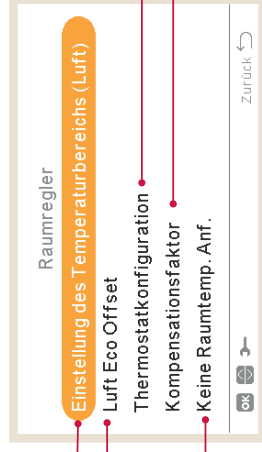 Raumregler
Einstellung des Temperaturbereichs (Luft)
Luft Eco Offset
Thermostatkonfiguration
Kompensationsfaktor
Keine Raumtemp. Anf.
OK Zurück